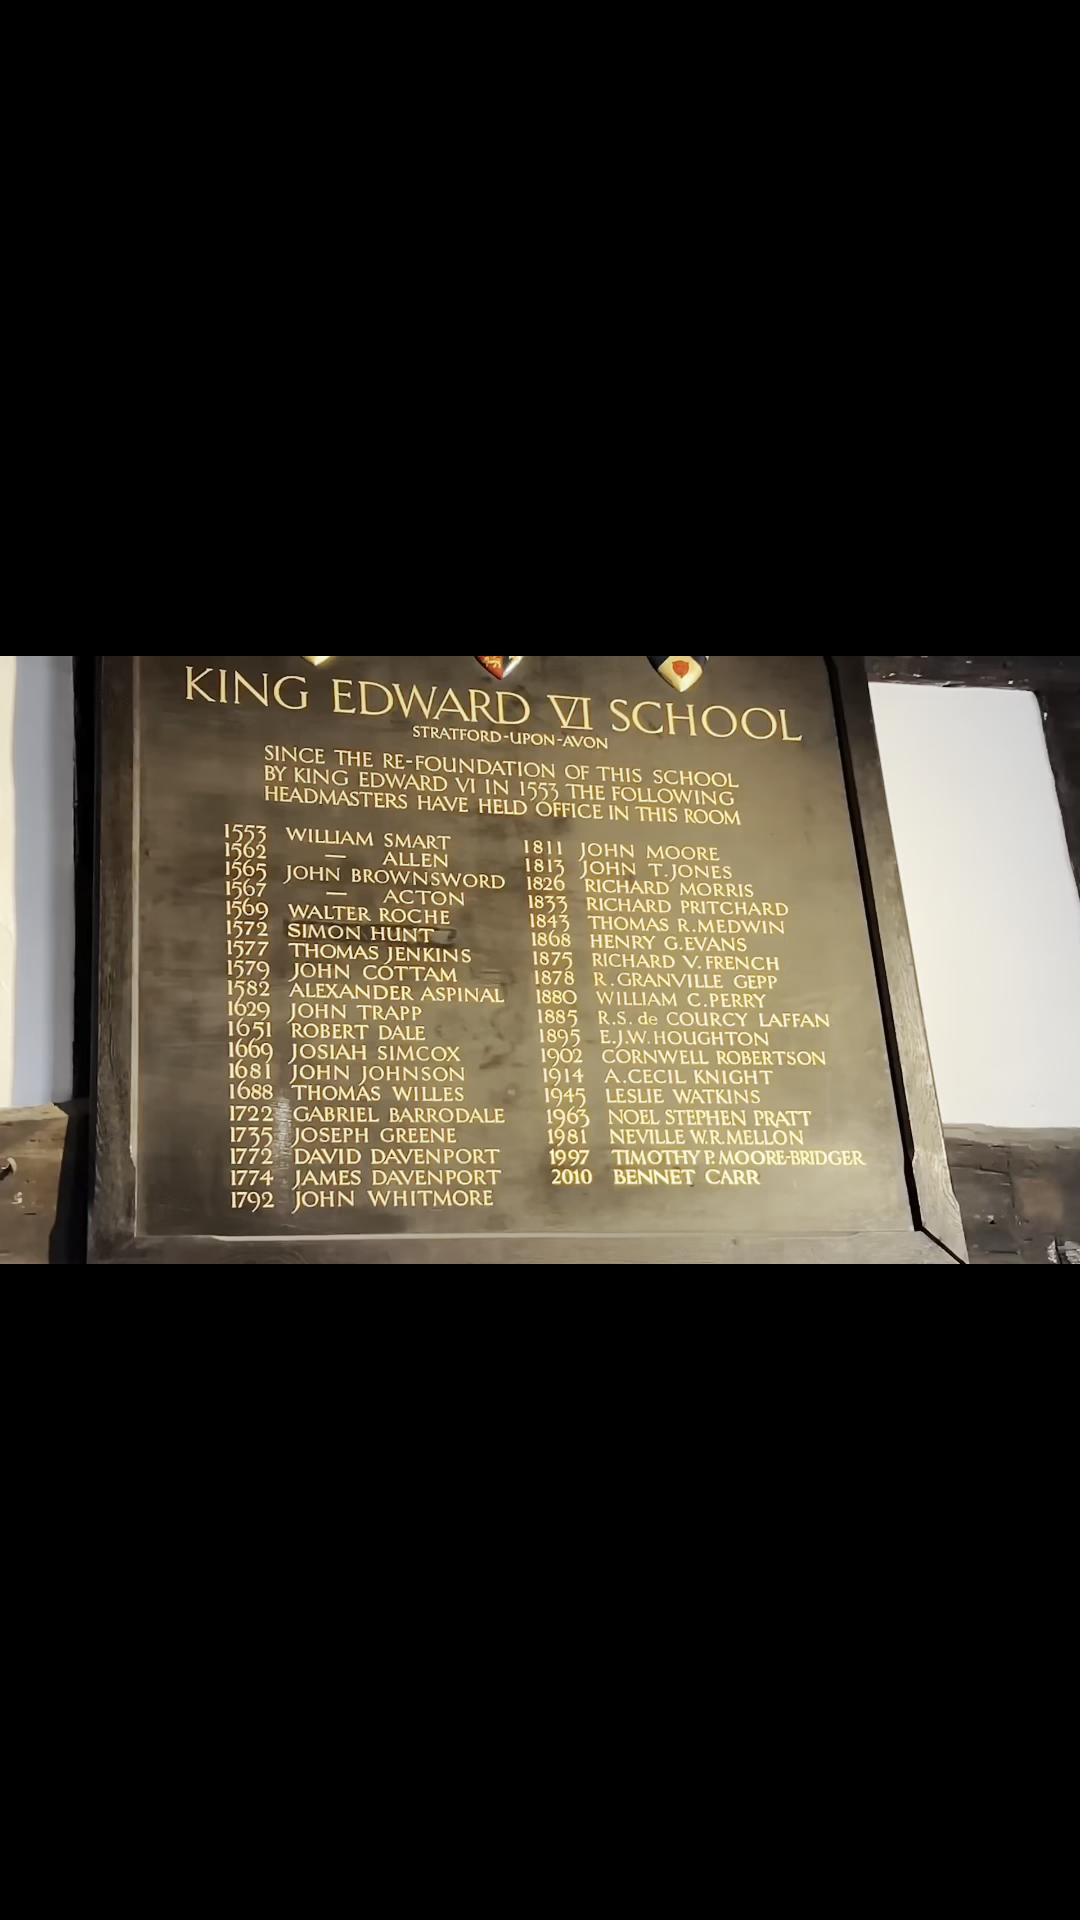 KING EDWARD VI SCHOOL
STRATFORD-UPON-AVON
SINCE THE RE-FOUNDATION OF THIS SCHOOL
BY KING EDWARD VI IN 1553 THE FOLLOWING
HEADMASTERS HAVE HELD OFFICE IN THIS ROOM
1553 WILLIAM SMART
1562 — ALLEN
1565 JOHN BROWNSWORD
1567 — ACTON
1569 WALTER ROCHE
1572 SIMON HUNT
1577 THOMAS JENKINS
1579 JOHN COTTAM
1582 ALEXANDER ASPINAL
1629 JOHN TRAPP
1651 ROBERT DALE
1669 JOSIAH SIMCOX
1681 JOHN JOHNSON
1688 THOMAS WILLES
1722 GABRIEL BARRODALE
1735 JOSEPH GREENE
1772 DAVID DAVENPORT
1774 JAMES DAVENPORT
1792 JOHN WHITMORE
1811 JOHN MOORE
1813 JOHN T. JONES
1826 RICHARD MORRIS
1833 RICHARD PRITCHARD
1843 THOMAS R. MEDWIN
1868 HENRY G. EVANS
1875 RICHARD V. FRENCH
1878 R. GRANVILLE GEPP
1880 WILLIAM C. PERRY
1885 R.S. de COURCY LAFFAN
1895 E.J.W. HOUGHTON
1902 CORNWELL ROBERTSON
1914 A. CECIL KNIGHT
1945 LESLIE WATKINS
1963 NOEL STEPHEN PRATT
1981 NEVILLE W.R. MELLON
1997 TIMOTHY P. MOORE-BRIDGER
2010 BENNET CARR